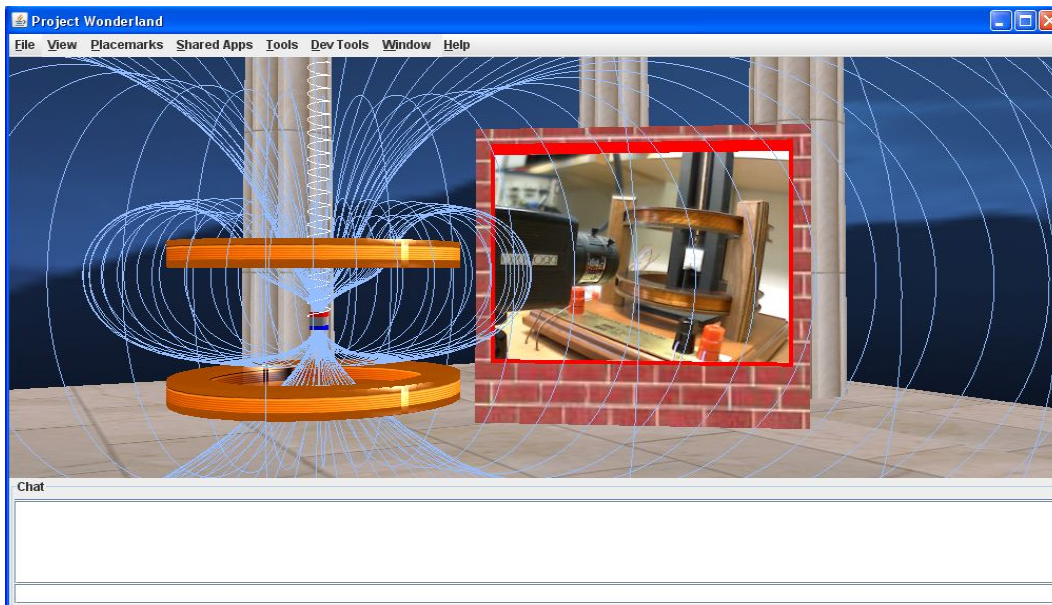 Project Wonderland
File View Placemarks Shared Apps Tools Dev Tools Window Help
Chat